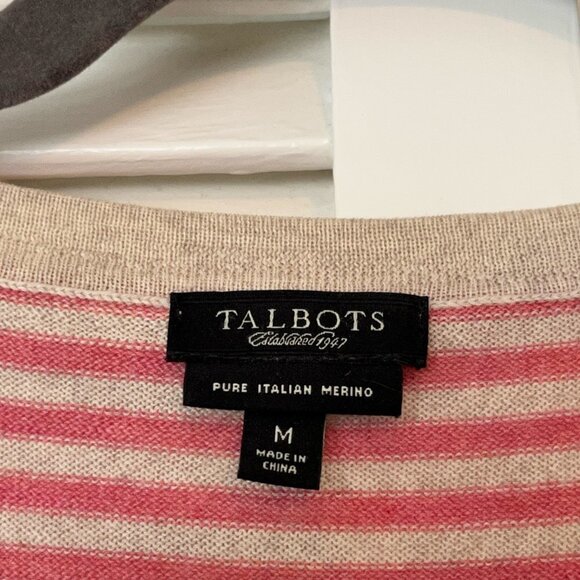 TALBOTS
Established 1947
PURE ITALIAN MERINO
M
MADE IN
CHINA